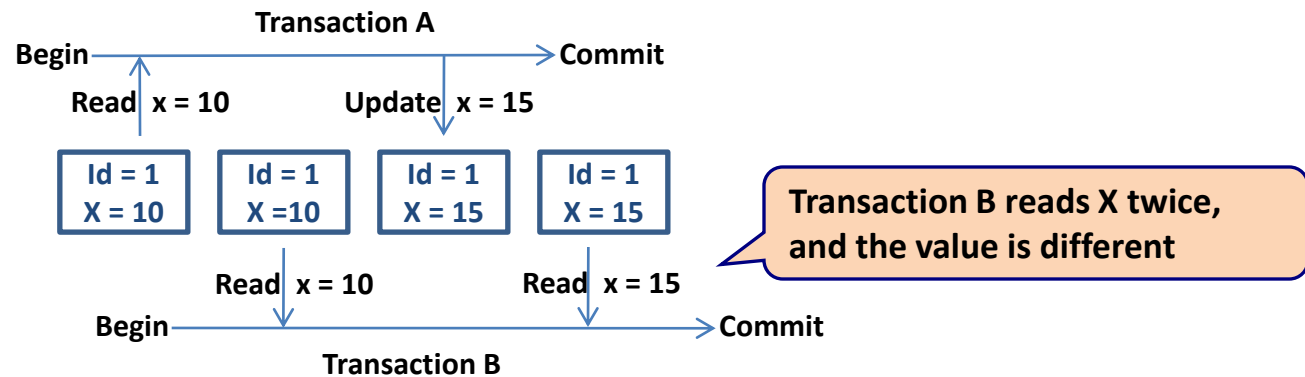 Transaction A
Begin
Commit
Read x = 10
Update x = 15
Id = 1
X = 10
Id = 1
X =10
Id = 1
X = 15
Id = 1
X = 15
Transaction B reads X twice,
and the value is different
Read x = 10
Read x = 15
Begin
Commit
Transaction B